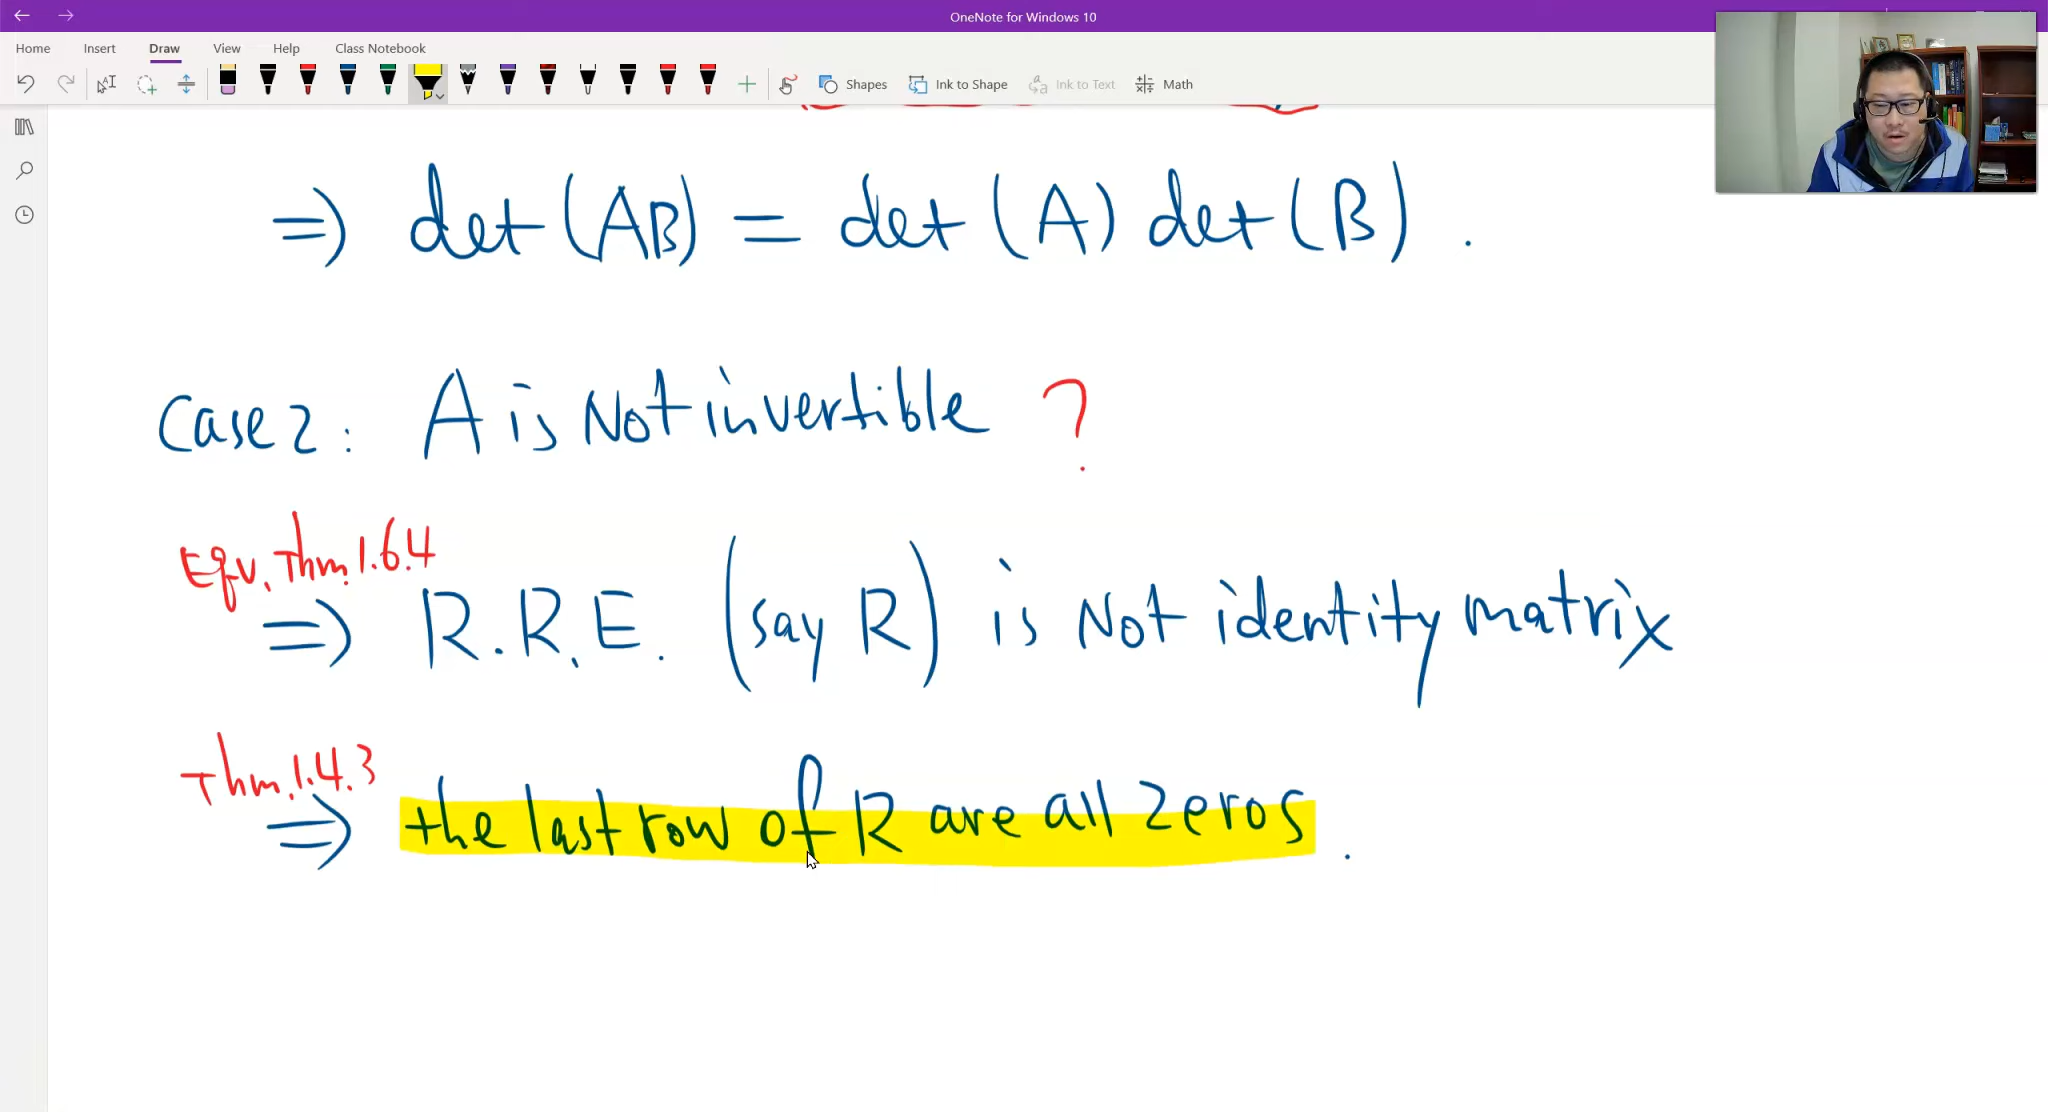 OneNote for Windows 10
Home Insert Draw View Help Class Notebook
Shapes Ink to Shape Ink to Text Math
=> det (AB) = det (A) det (B) .
Case 2: A is Not invertible ?
Eqv. Thm. 1.6.4
=> R.R.E. (say R) is Not identity matrix
Thm. 1.4.3
=> the last row of R are all zeros .